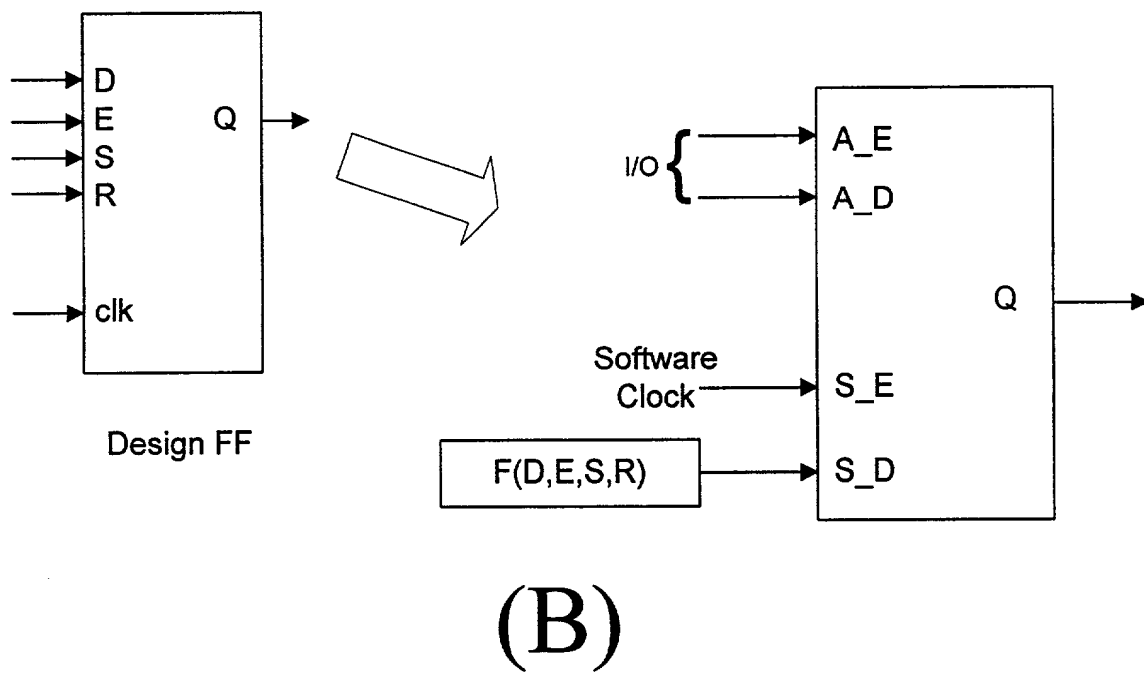 D
E
S
R
Q
clk
Design FF
I/O {
A_E
A_D
Q
Software
Clock
S_E
S_D
F(D,E,S,R)
(B)